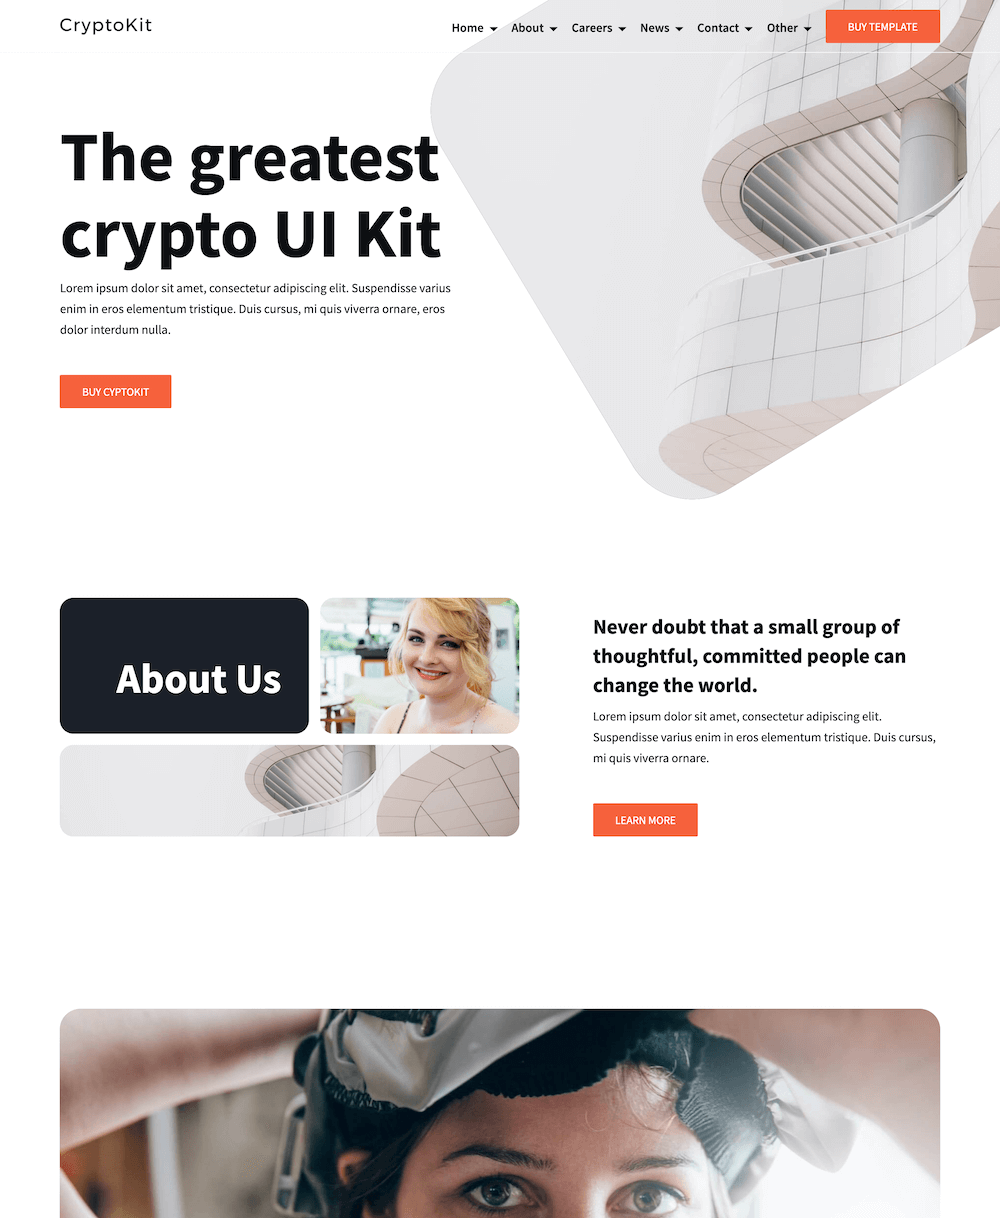 CryptoKit
Home
About
Careers
News
Contact
Other
BUY TEMPLATE
The greatest
crypto UI Kit
Lorem ipsum dolor sit amet, consectetur adipiscing elit. Suspendisse varius
enim in eros elementum tristique. Duis cursus, mi quis viverra ornare, eros
dolor interdum nulla.
BUY CYPTOKIT
About Us
Never doubt that a small group of
thoughtful, committed people can
change the world.
Lorem ipsum dolor sit amet, consectetur adipiscing elit.
Suspendisse varius enim in eros elementum tristique. Duis cursus,
mi quis viverra ornare.
LEARN MORE